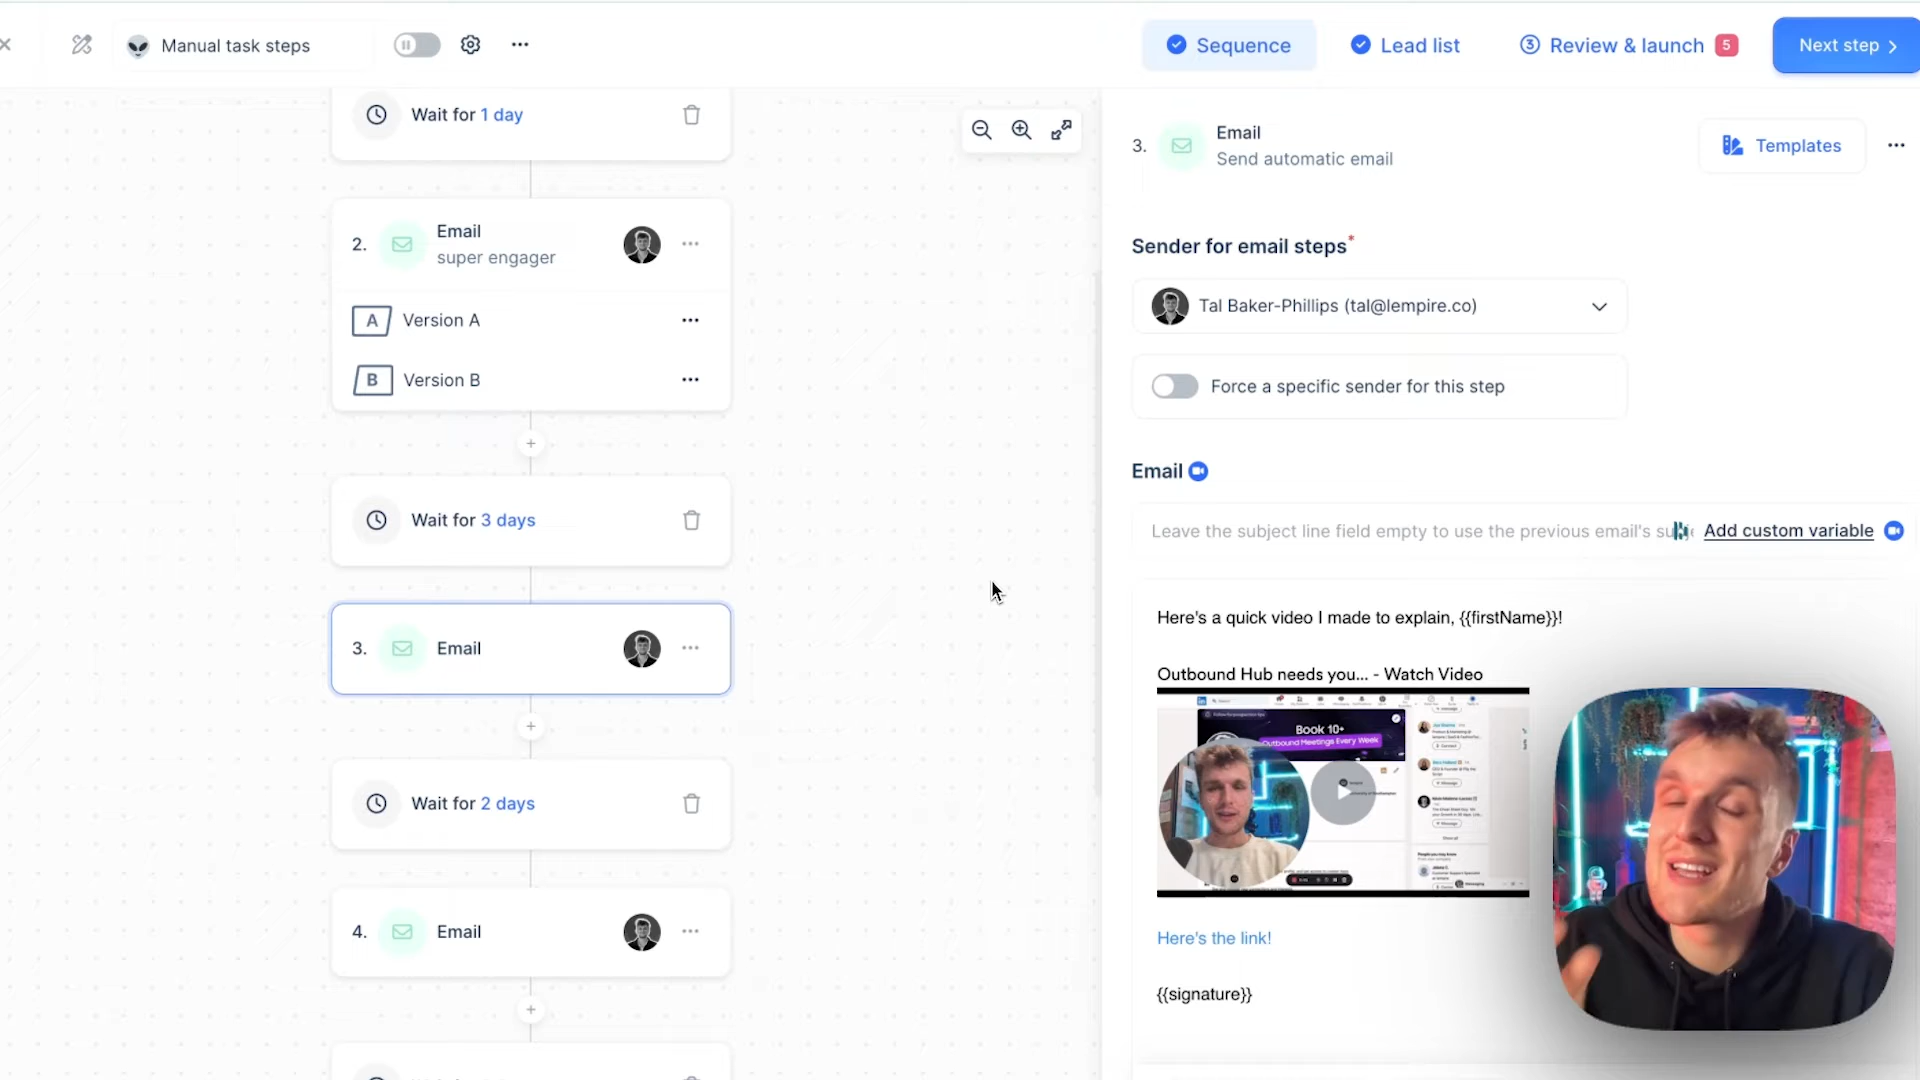 Manual task steps
Sequence
Lead list
3 Review & launch 5
Next step
Wait for 1 day
2. Email
super engager
A Version A
B Version B
Wait for 3 days
3. Email
Wait for 2 days
4. Email
3. Email
Send automatic email
Templates
Sender for email steps*
Tal Baker-Phillips (tal@lempire.co)
Force a specific sender for this step
Email
Leave the subject line field empty to use the previous email's
Add custom variable
Here's a quick video I made to explain, {{firstName}}!
Outbound Hub needs you... - Watch Video
Book 10+
Outbound Meetings Every Week
Here's the link!
{{signature}}